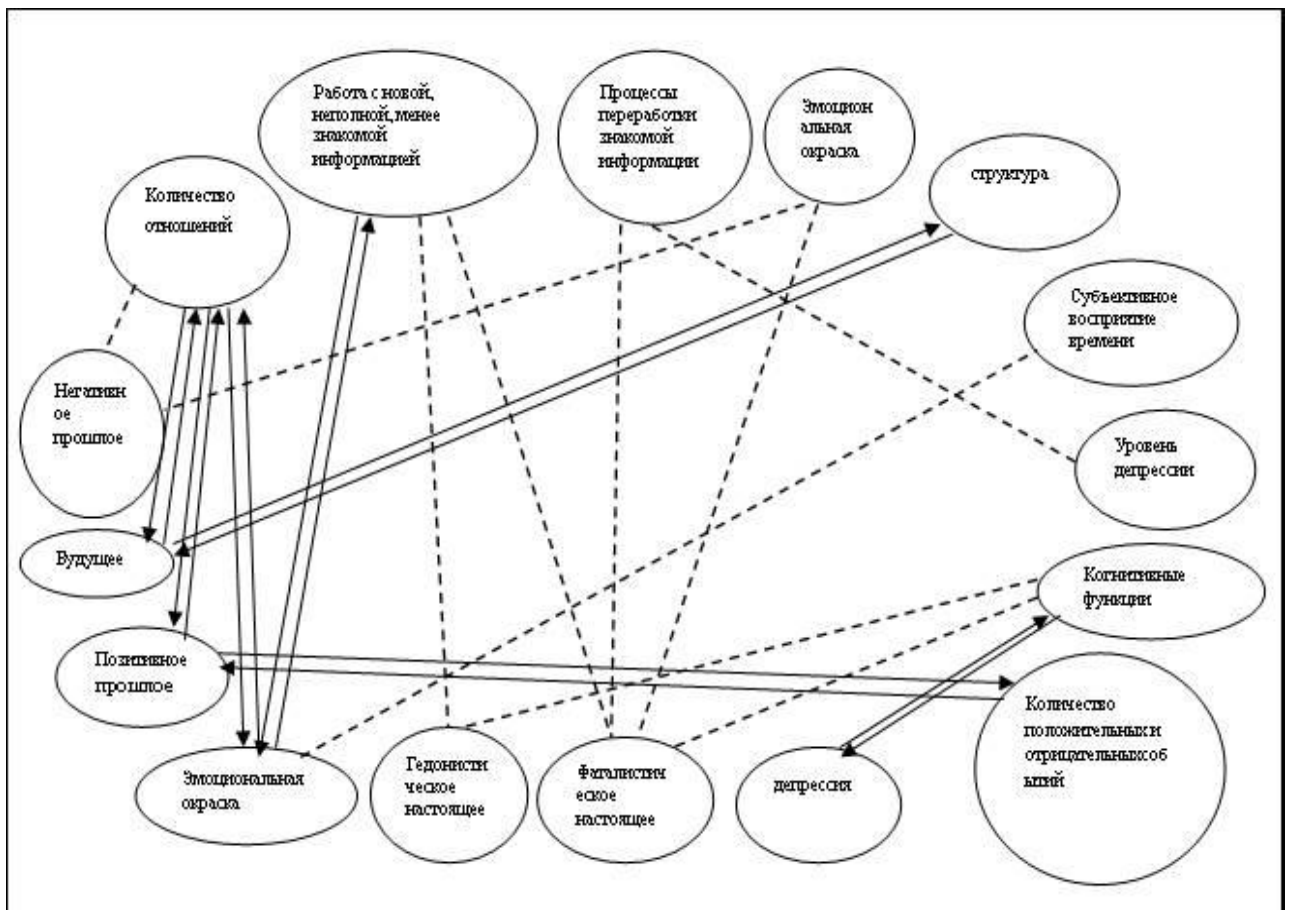 Работа с новой,
неполной, менее
знакомой
информацией
Процессы
переработки
знакомой
информации
Эмоцион
альная
окраска
структура
Количество
отношений
Субъективное
восприятие
времени
Негативн
ое
прошлое
Уровень
депрессии
Будущее
Когнитивные
функции
Позитивное
прошлое
Количество
положительных и
отрицательных соб
ытий
Эмоциональная
окраска
Гедонисти
ческое
настоящее
Фаталистич
еское
настоящее
депрессия